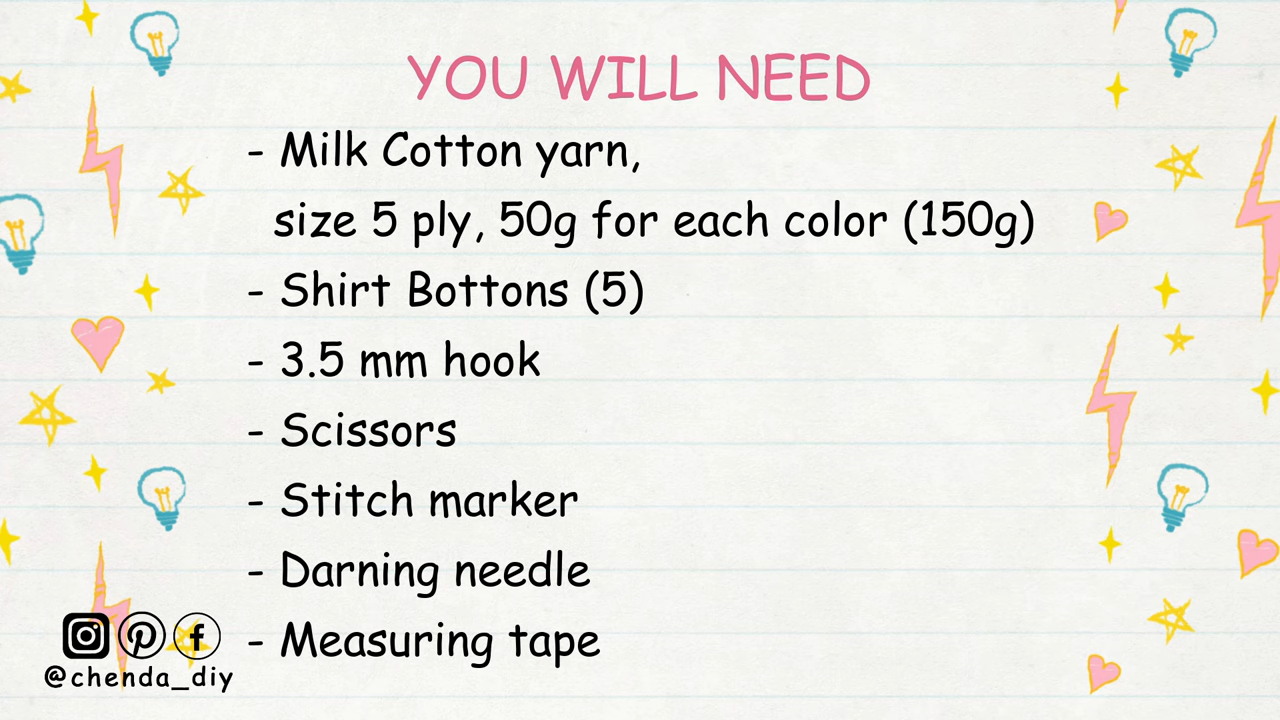 YOU WILL NEED
- Milk Cotton yarn,
size 5 ply, 50g for each color (150g)
- Shirt Bottons (5)
- 3.5 mm hook
- Scissors
- Stitch marker
- Darning needle
- Measuring tape
@chenda_diy